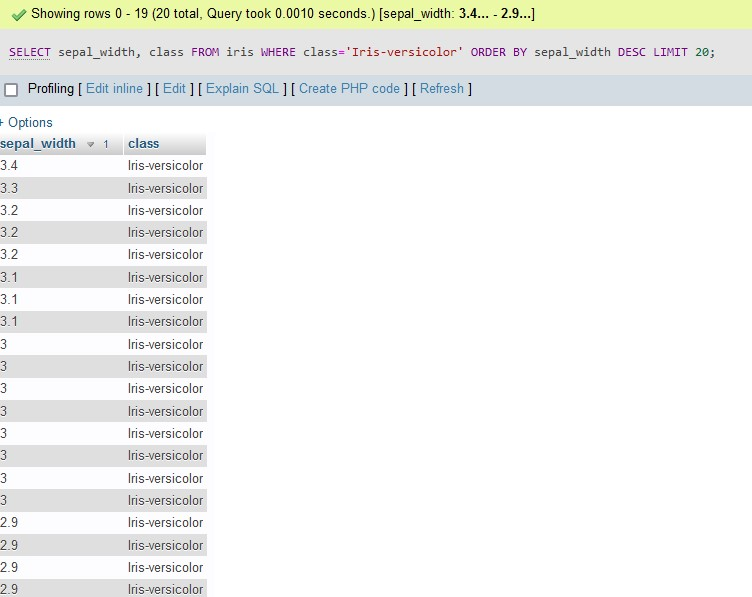 Showing rows 0 - 19 (20 total, Query took 0.0010 seconds.) [sepal_width: 3.4... - 2.9...]
SELECT sepal_width, class FROM iris WHERE class='Iris-versicolor' ORDER BY sepal_width DESC LIMIT 20;
Profiling [ Edit inline ] [ Edit ] [ Explain SQL ] [ Create PHP code ] [ Refresh ]
+ Options
sepal_width 1 class
3.4 Iris-versicolor
3.3 Iris-versicolor
3.2 Iris-versicolor
3.2 Iris-versicolor
3.2 Iris-versicolor
3.1 Iris-versicolor
3.1 Iris-versicolor
3.1 Iris-versicolor
3 Iris-versicolor
3 Iris-versicolor
3 Iris-versicolor
3 Iris-versicolor
3 Iris-versicolor
3 Iris-versicolor
3 Iris-versicolor
3 Iris-versicolor
2.9 Iris-versicolor
2.9 Iris-versicolor
2.9 Iris-versicolor
2.9 Iris-versicolor